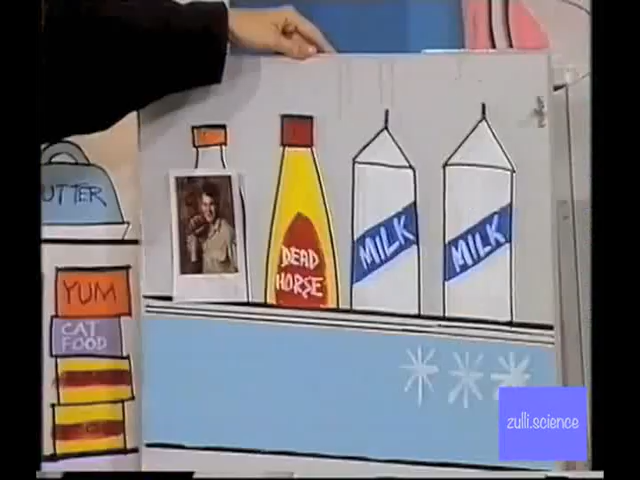 UTTER
YUM
CAT
FOOD
DEAD
HORSE
MILK
MILK
zulli.science